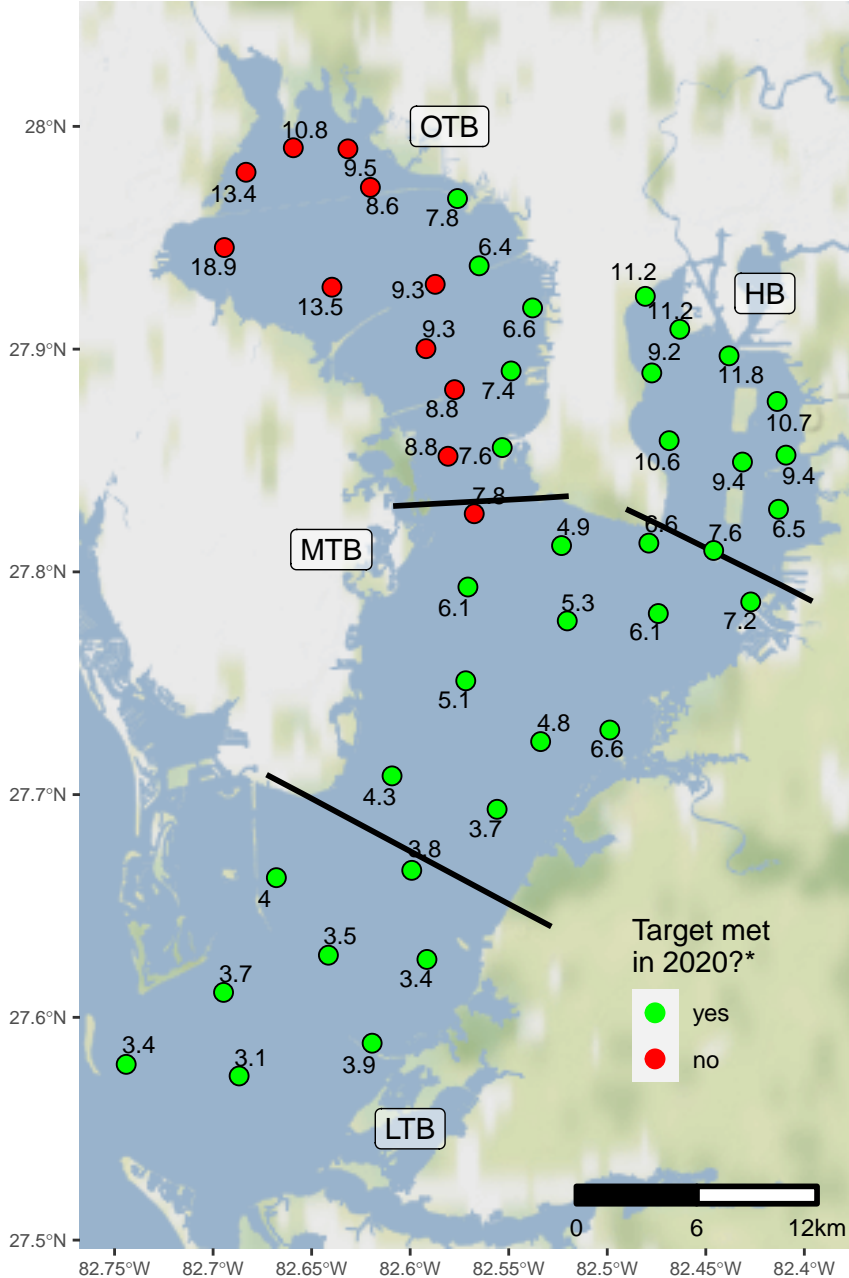 28°N
27.9°N
27.8°N
27.7°N
27.6°N
27.5°N
OTB
10.8
9.5
13.4
8.6
7.8
6.4
18.9
13.5
9.3
6.6
9.3
7.4
8.8
8.8
7.6
7.8
HB
11.2
11.2
9.2
11.8
10.7
10.6
9.4
9.4
6.5
6.6
7.6
MTB
4.9
6.1
5.3
6.1
7.2
5.1
4.8
6.6
4.3
3.7
3.8
4
3.5
3.4
3.7
3.4
3.1
3.9
LTB
Target met
in 2020?*
yes
no
0 6 12km
82.75°W 82.7°W 82.65°W 82.6°W 82.55°W 82.5°W 82.45°W 82.4°W